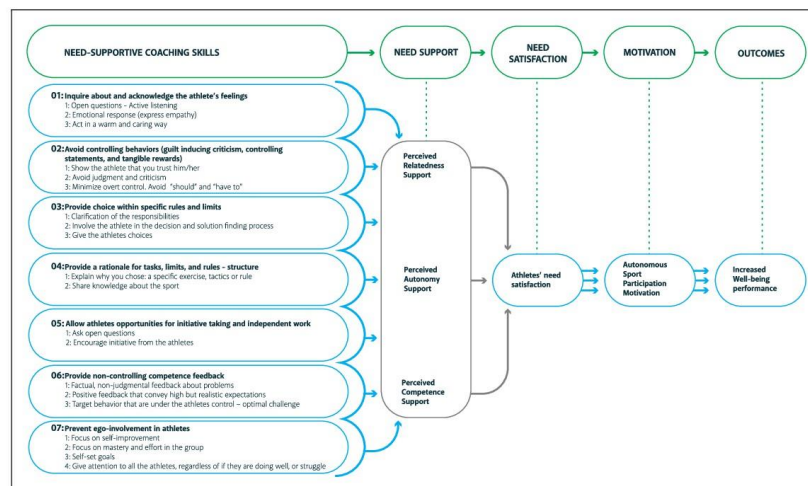 NEED-SUPPORTIVE COACHING SKILLS
NEED SUPPORT
NEED
SATISFACTION
MOTIVATION
OUTCOMES
01: Inquire about and acknowledge the athlete's feelings
1: Open questions – Active listening
2: Emotional response (express empathy)
3: Act in a warm and caring way
02: Avoid controlling behaviors (guilt inducing criticism, controlling
statements, and tangible rewards)
1: Show the athlete that you trust him/her
2: Avoid judgment and criticism
3: Minimize overt control. Avoid "should" and "have to"
03: Provide choice within specific rules and limits
1: Clarification of the responsibilities
2: Involve the athlete in the decision and solution finding process
3: Give the athletes choices
04: Provide a rationale for tasks, limits, and rules – structure
1: Explain why you chose: a specific exercise, tactics or rule
2: Share knowledge about the sport
05: Allow athletes opportunities for initiative taking and independent work
1: Ask open questions
2: Encourage initiative from the athletes
06: Provide non-controlling competence feedback
1: Factual, non-judgmental feedback about problems
2: Positive feedback that convey high but realistic expectations
3: Target behavior that are under the athletes control – optimal challenge
07: Prevent ego-involvement in athletes
1: Focus on self-improvement
2: Focus on mastery and effort in the group
3: Self-set goals
4: Give attention to all the athletes, regardless of if they are doing well, or struggle
Perceived
Relatedness
Support
Perceived
Autonomy
Support
Perceived
Competence
Support
Athletes' need
satisfaction
Autonomous
Sport
Participation
Motivation
Increased
Well-being
performance